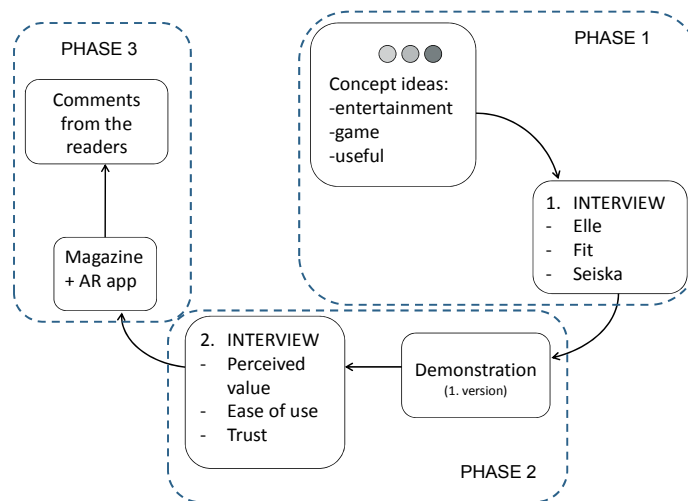 PHASE 1
Concept ideas:
-entertainment
-game
-useful
1. INTERVIEW
- Elle
- Fit
- Seiska
PHASE 2
Demonstration
(1. version)
2. INTERVIEW
- Perceived
value
- Ease of use
- Trust
PHASE 3
Magazine
+ AR app
Comments
from the
readers